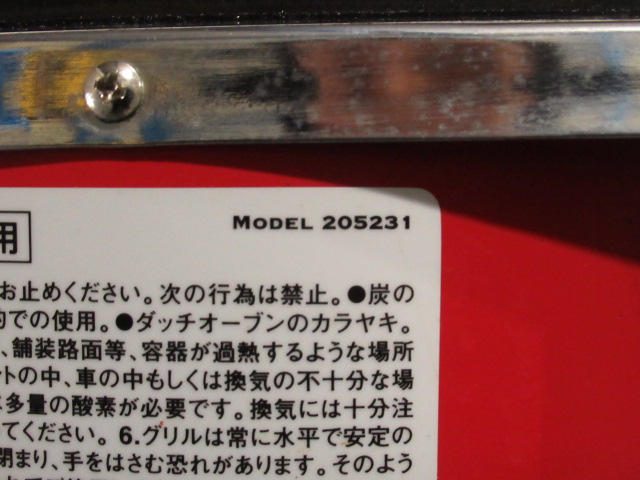 用
MODEL 205231
お止めください。次の行為は禁止。●炭の
での使用。●ダッチオーブンのカラヤキ。
、舗装路面等、容器が過熱するような場所
トの中、車の中もしくは換気の不十分な場
多量の酸素が必要です。換気には十分注
てください。6.グリルは常に水平で安定の
閉まり、手をはさむ恐れがあります。そのよう